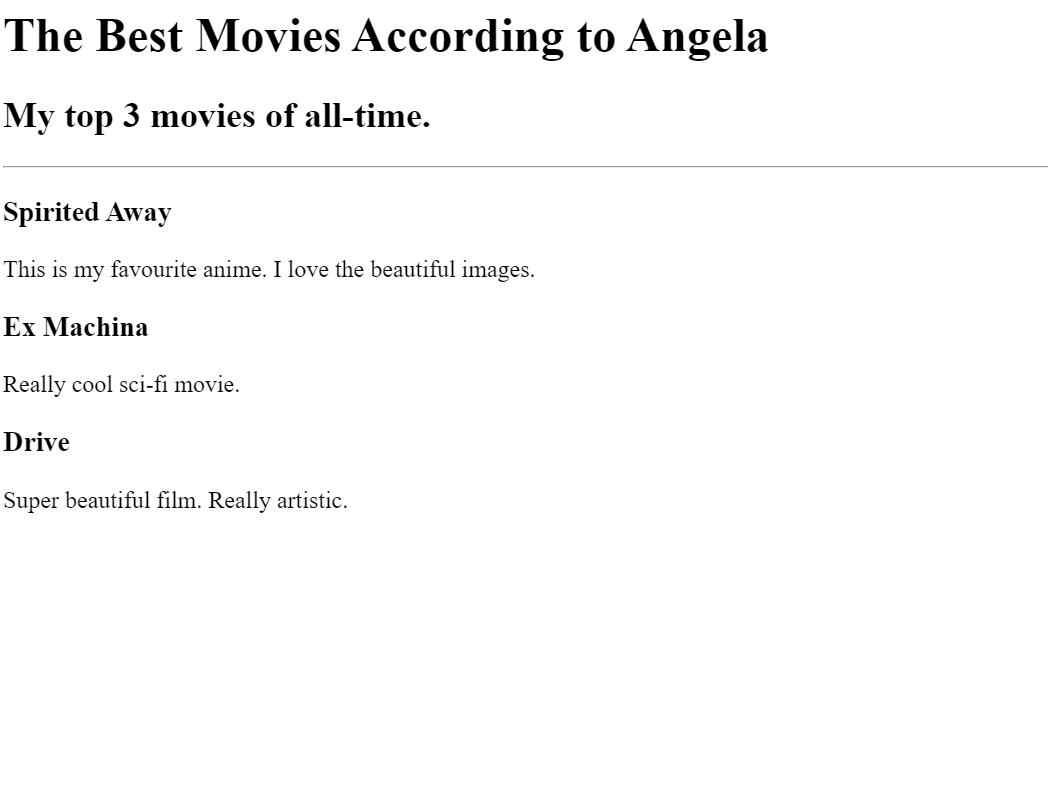 The Best Movies According to Angela
My top 3 movies of all-time.
Spirited Away
This is my favourite anime. I love the beautiful images.
Ex Machina
Really cool sci-fi movie.
Drive
Super beautiful film. Really artistic.